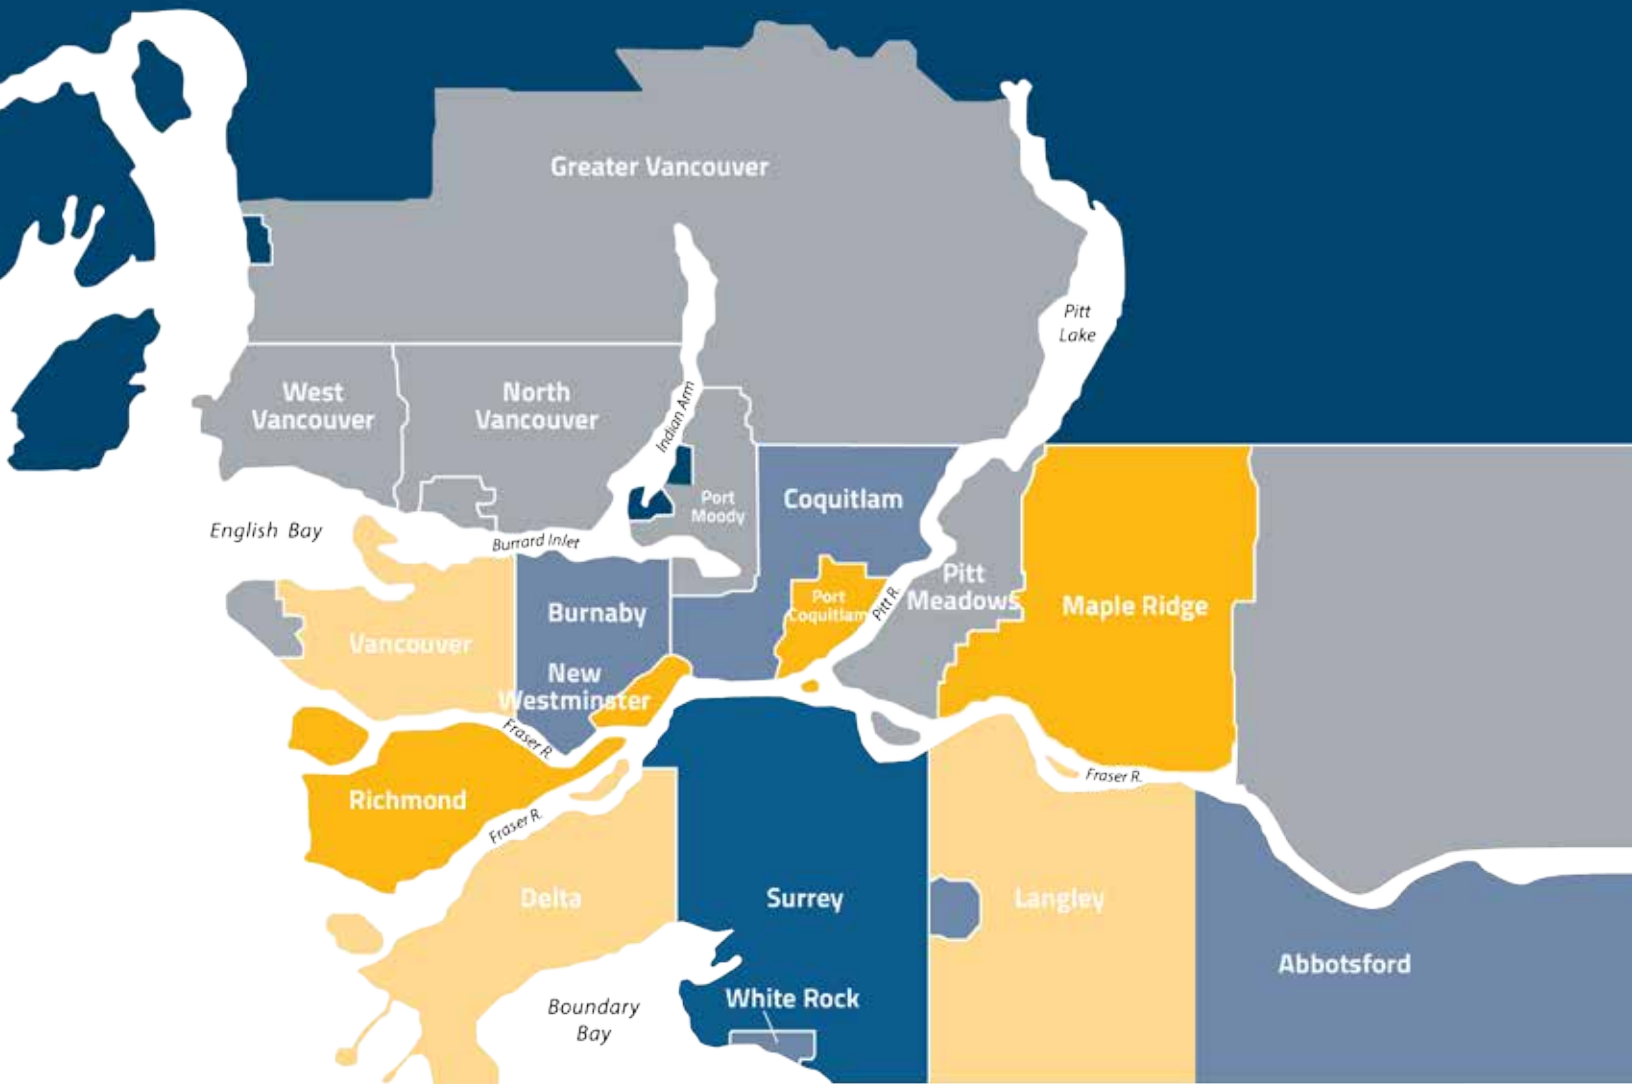 Greater Vancouver
Pitt
Lake
West
Vancouver
North
Vancouver
Indian Arm
Port
Moody
Coquitlam
English Bay
Burrard Inlet
Pitt
Meadows
Port
Coquitlam
Pitt R.
Maple Ridge
Burnaby
Vancouver
New
Westminster
Fraser R.
Richmond
Fraser R.
Fraser R.
Delta
Surrey
Langley
Abbotsford
White Rock
Boundary
Bay